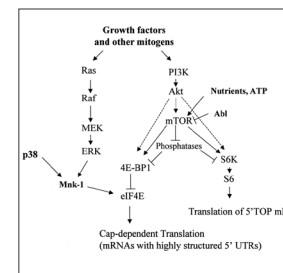 Growth factors
and other mitogens
Ras
PI3K
Raf
Akt
Nutrients, ATP
MEK
mTOR
Abl
ERK
Phosphatases
p38
4E-BP1
S6K
Mnk-1
eIF4E
S6
Translation of 5'TOP
Cap-dependent Translation
(mRNAs with highly structured 5' UTRs)